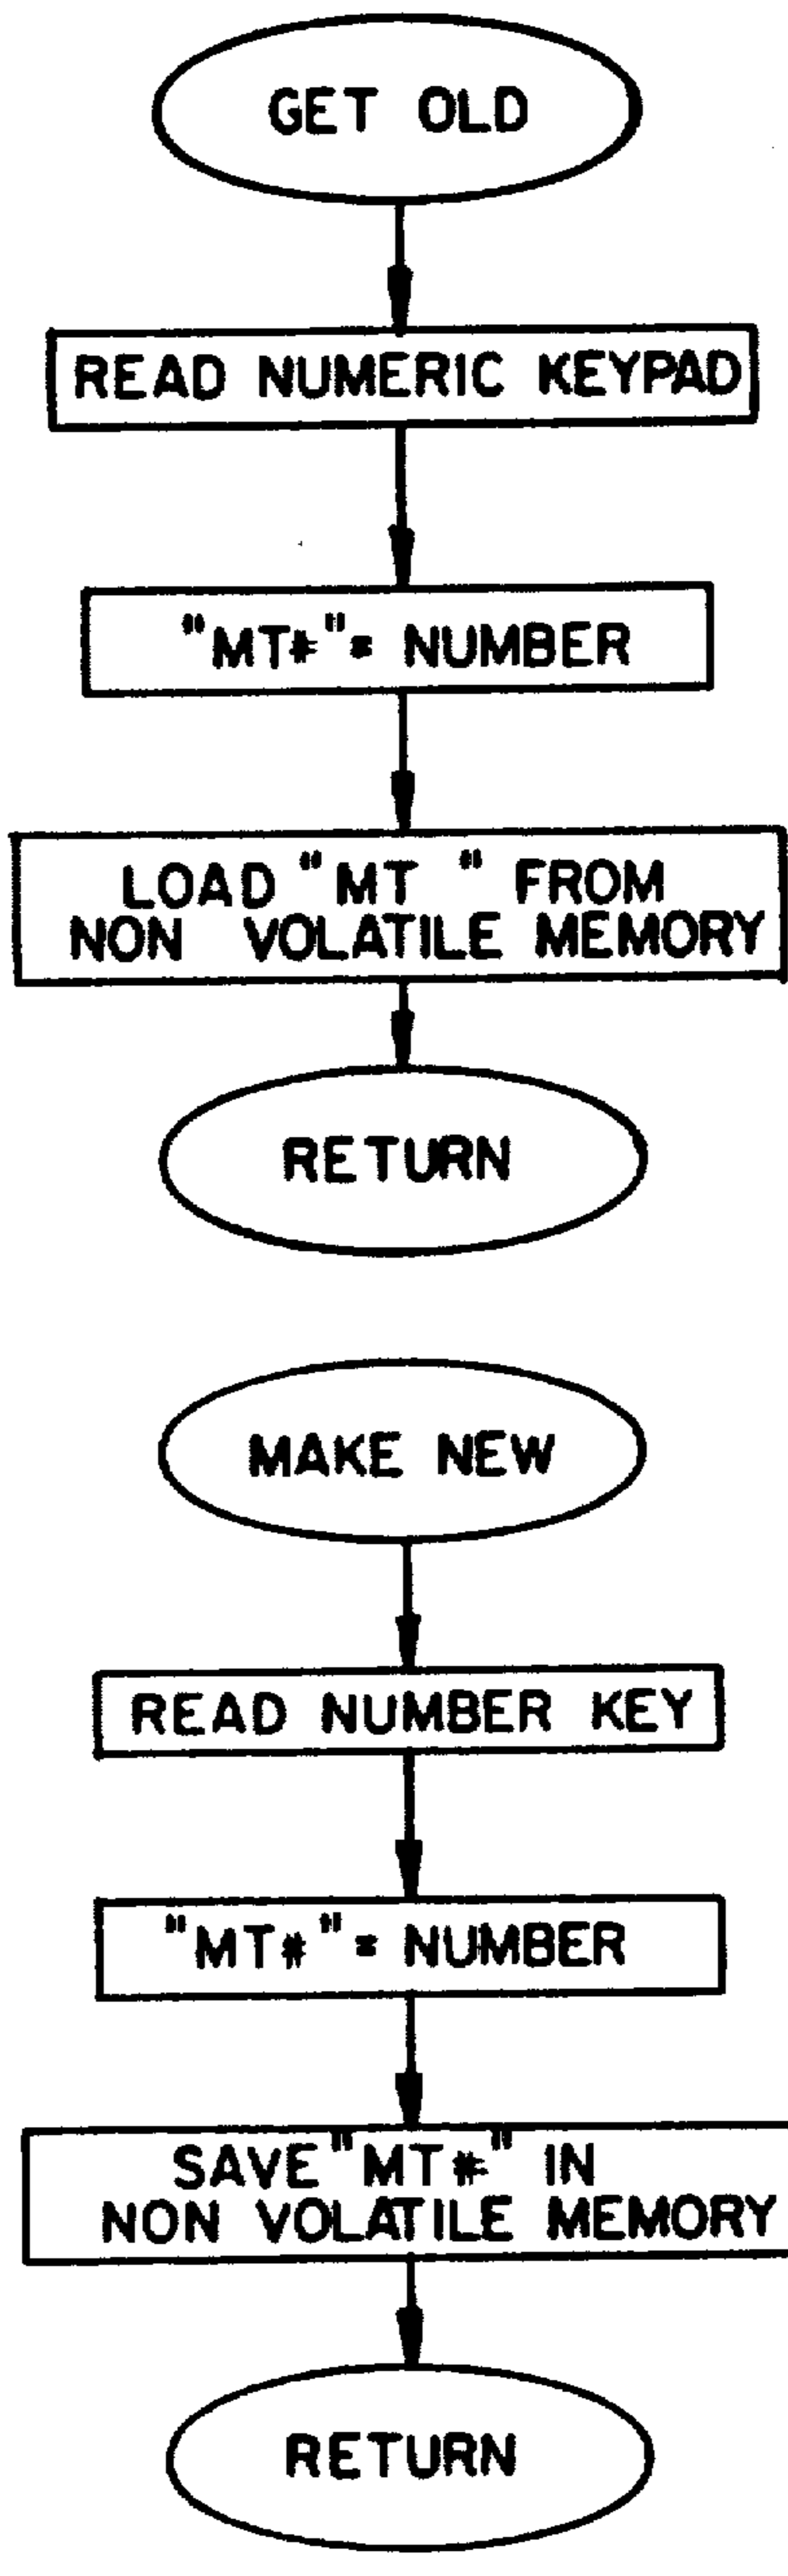 GET OLD
READ NUMERIC KEYPAD
"MT#"= NUMBER
LOAD "MT " FROM
NON VOLATILE MEMORY
RETURN
MAKE NEW
READ NUMBER KEY
"MT#"= NUMBER
SAVE "MT#" IN
NON VOLATILE MEMORY
RETURN